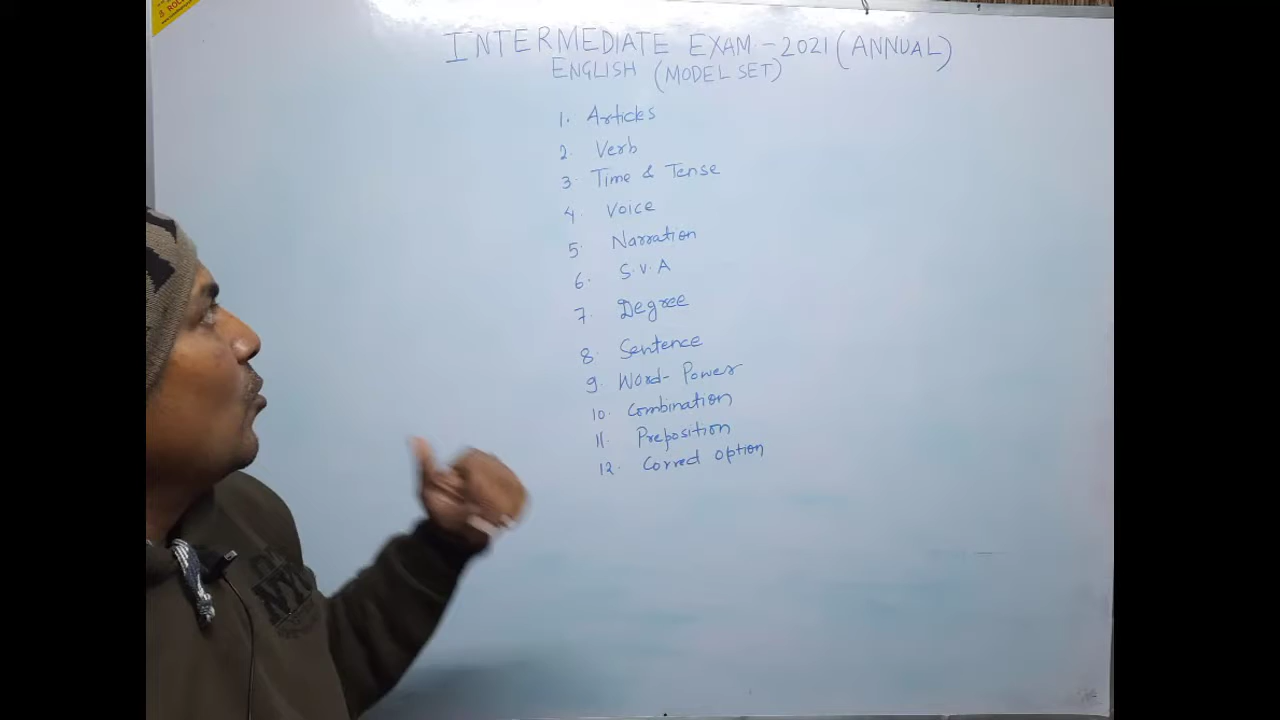 INTERMEDIATE EXAM.-2021 (ANNUAL)
ENGLISH (MODEL SET)
1. Articles
2. Verb
3. Time & Tense
4. Voice
5. Narration
6. S.V.A
7. Degree
8. Sentence
9. Word-Power
10. Combination
11. Preposition
12. Correct option
NYC